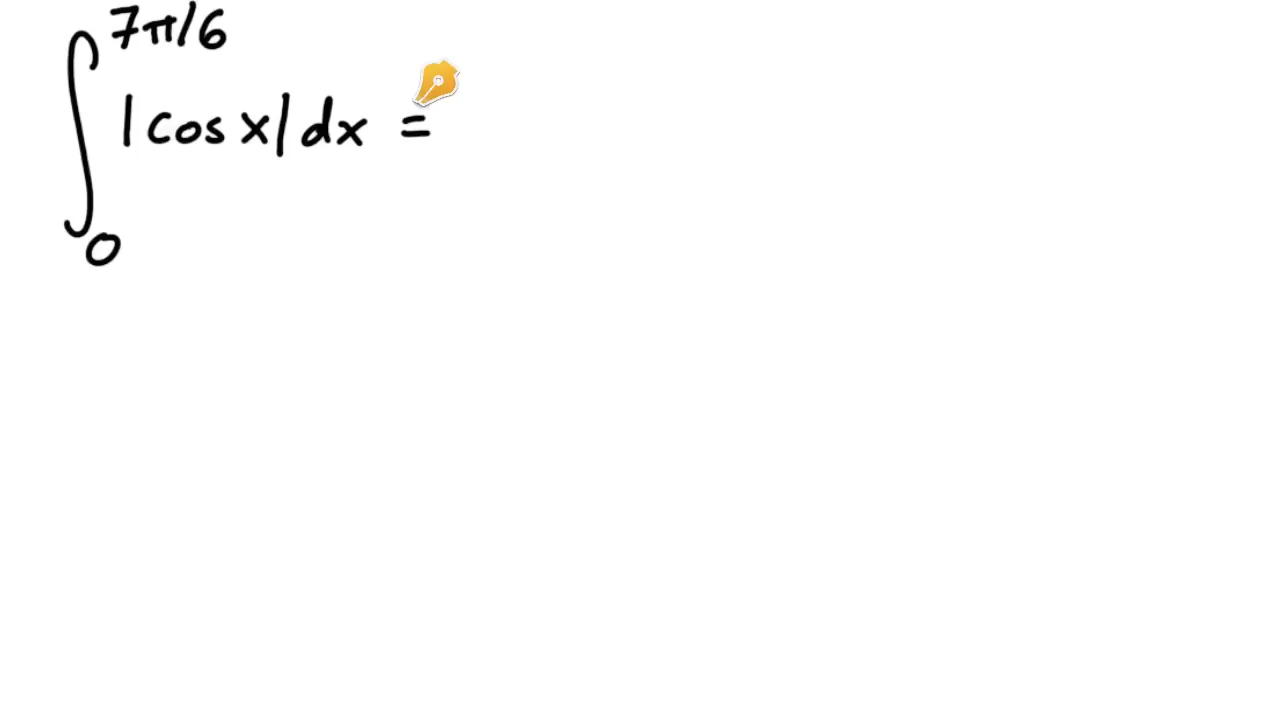 ∫₀^{7π/6} |cos x| dx =